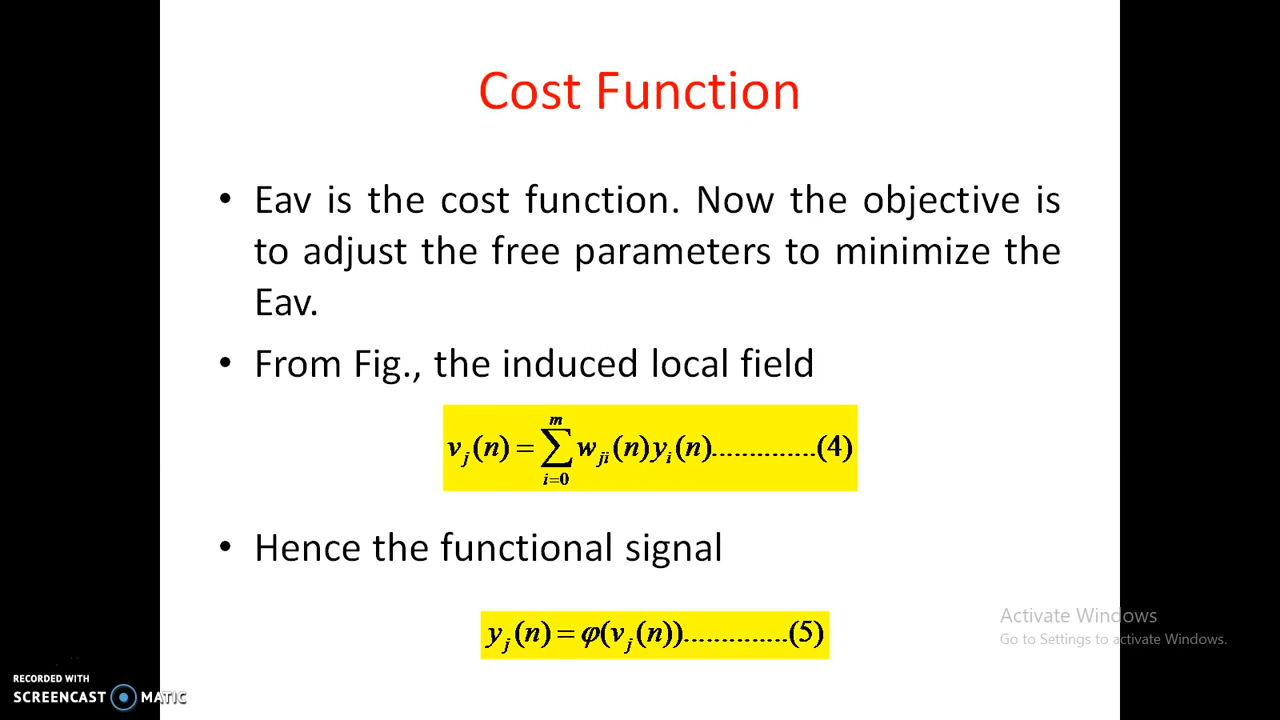 Cost Function
• Eav is the cost function. Now the objective is
to adjust the free parameters to minimize the
Eav.
• From Fig., the induced local field
v_j(n) = ∑_{i=0}^{m} w_{ji}(n) y_i(n)..............(4)
• Hence the functional signal
y_j(n) = φ(v_j(n)).............(5)
Activate Windows
Go to Settings to activate Windows.
RECORDED WITH
SCREENCAST MATIC